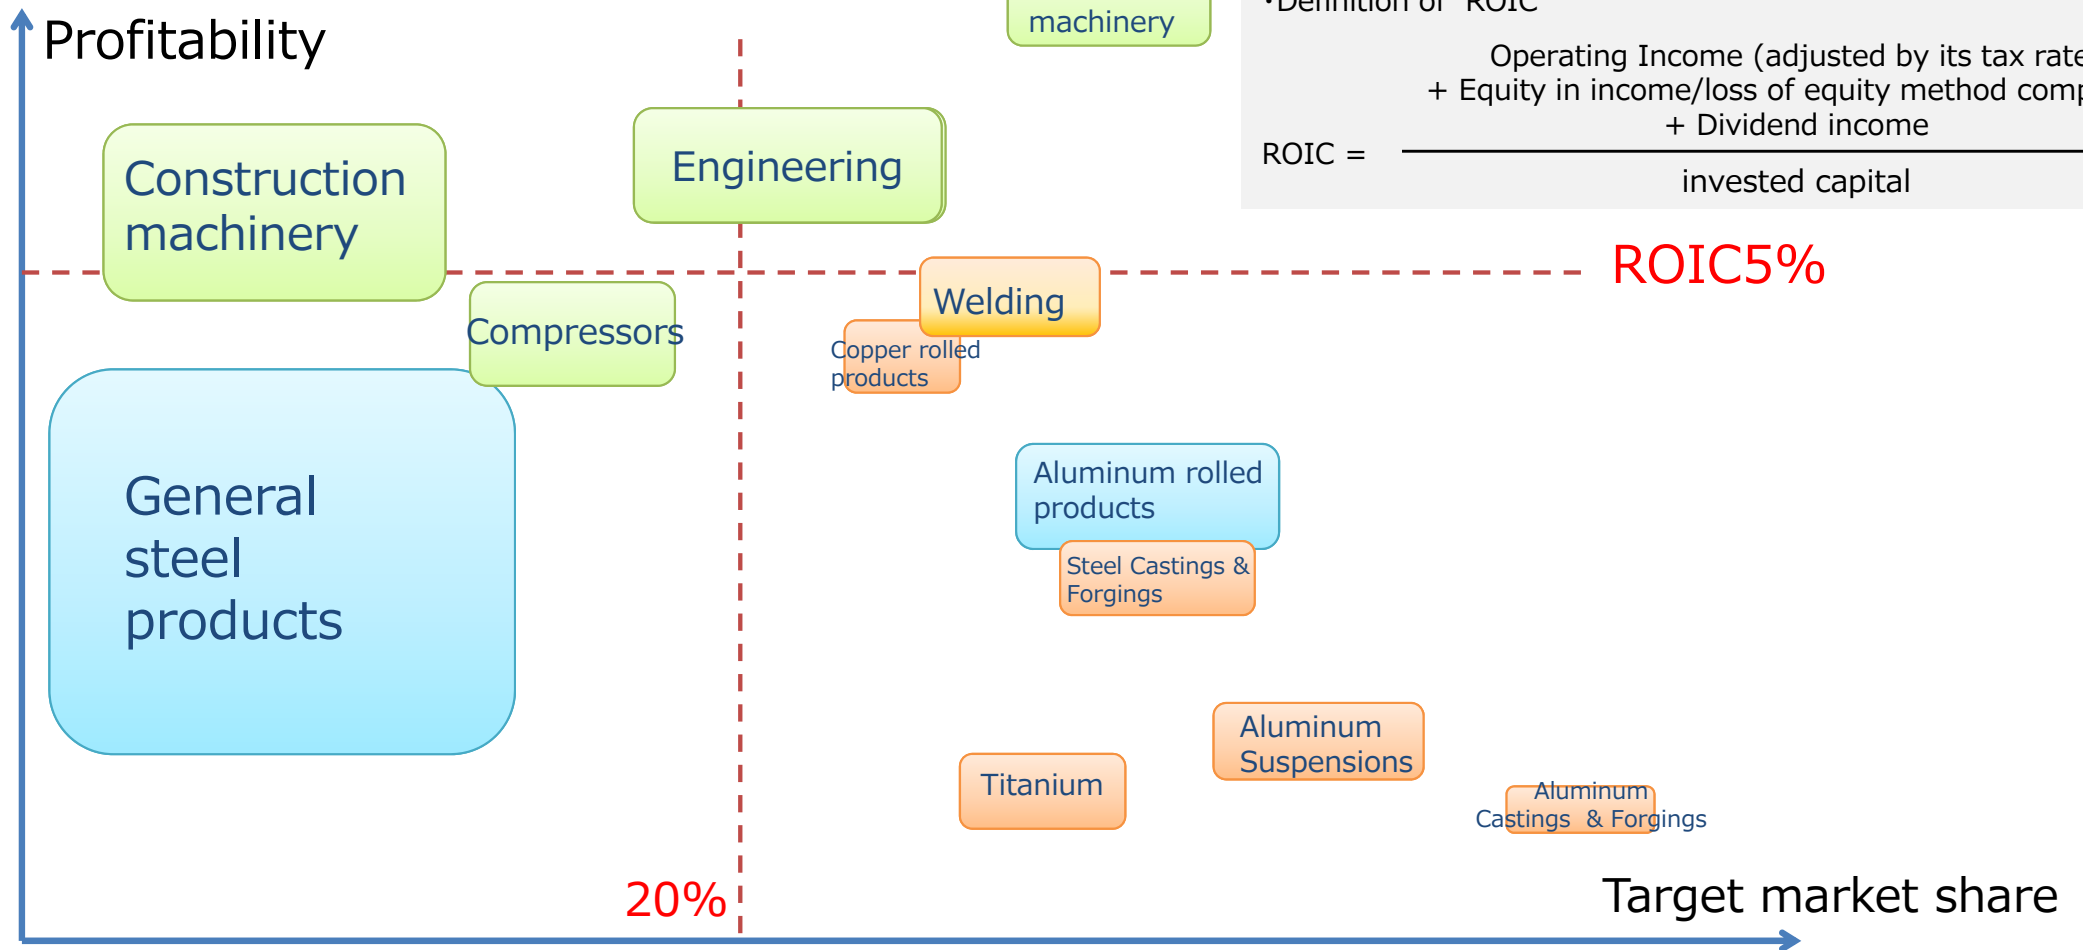 machinery
Profitability
Operating Income (adjusted by its tax rate
+ Equity in income/loss of equity method
+ Dividend income
ROIC =
invested capital
Construction
machinery
Engineering
ROIC5%
Welding
Compressors
Copper rolled
products
General
steel
products
Aluminum rolled
products
Steel Castings &
Forgings
Aluminum
Suspensions
Titanium
Aluminum
Castings & Forgings
20%
Target market share